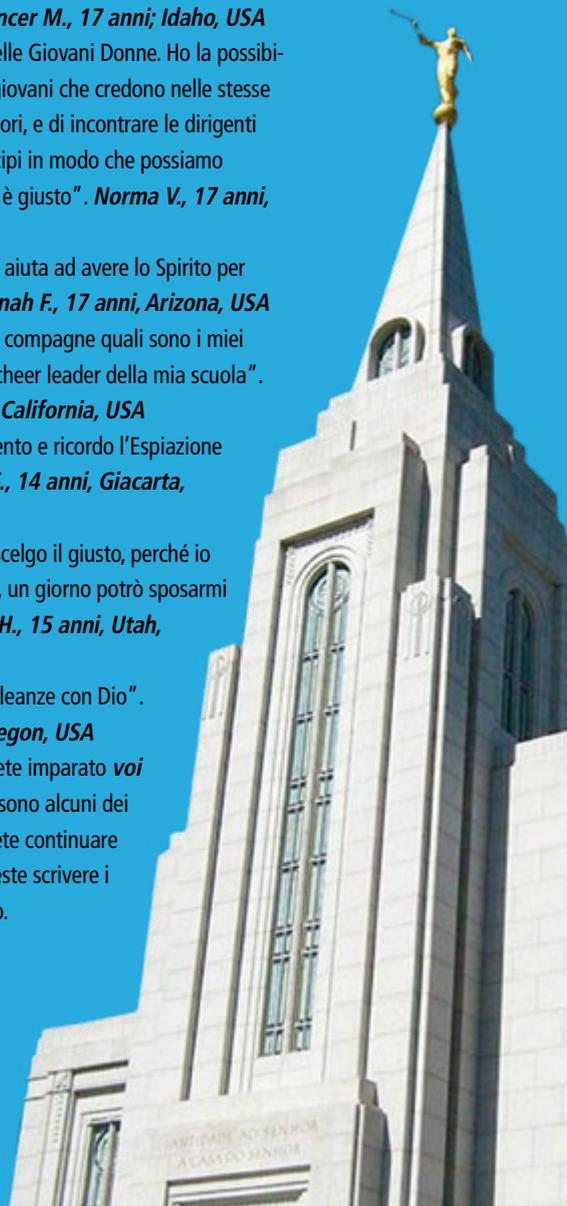 ncer M., 17 anni; Idaho, USA
elle Giovani Donne. Ho la possibi-
giovani che credono nelle stesse
ori, e di incontrare le dirigenti
cipi in modo che possiamo
è giusto”. Norma V., 17 anni,
aiuta ad avere lo Spirito per
nah F., 17 anni, Arizona, USA
compagne quali sono i miei
cheer leader della mia scuola”.
California, USA
ento e ricordo l’Espiazione
., 14 anni, Giacarta,
scelgo il giusto, perché io
, un giorno potrò sposarmi
H., 15 anni, Utah,
lleanze con Dio”.
egon, USA
ete imparato voi
sono alcuni dei
ete continuare
este scrivere i
o.
SANTIDADE AO SENHOR
A CASA DO SENHOR